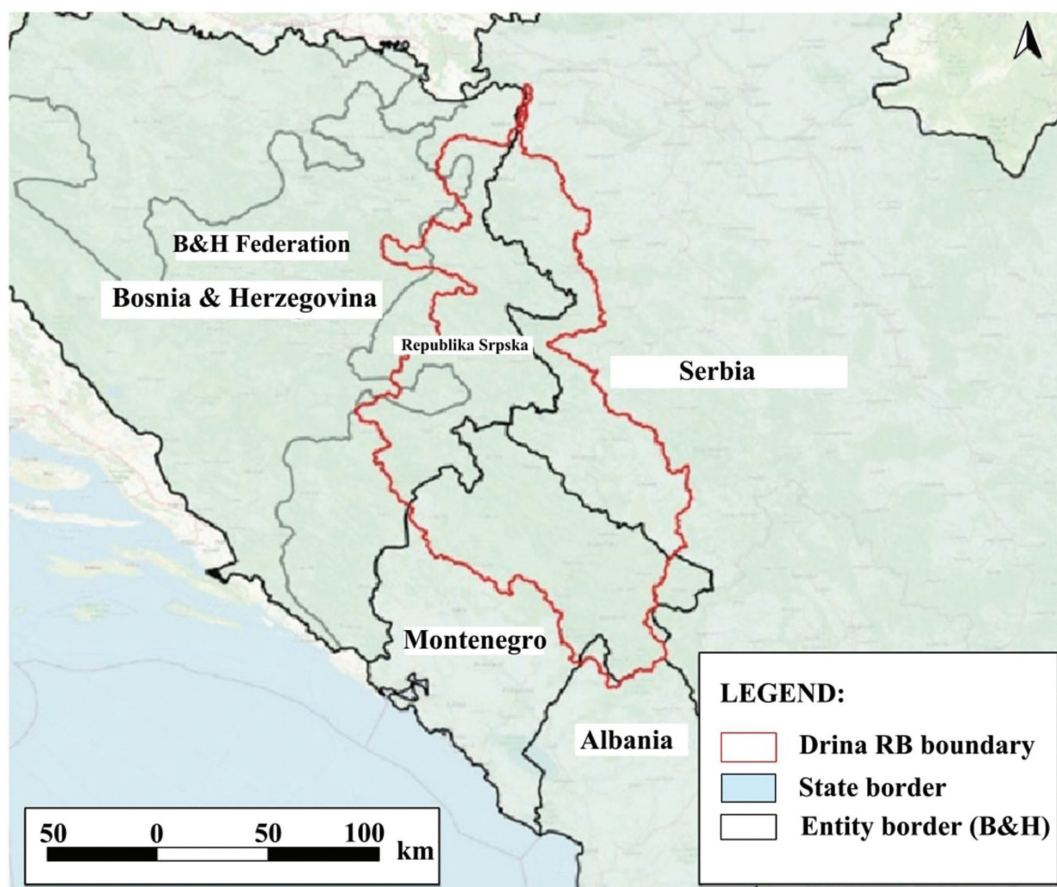 B&H Federation
Bosnia & Herzegovina
Republika Srpska
Serbia
Montenegro
Albania
LEGEND:
Drina RB boundary
State border
Entity border (B&H)
50 0 50 100 km